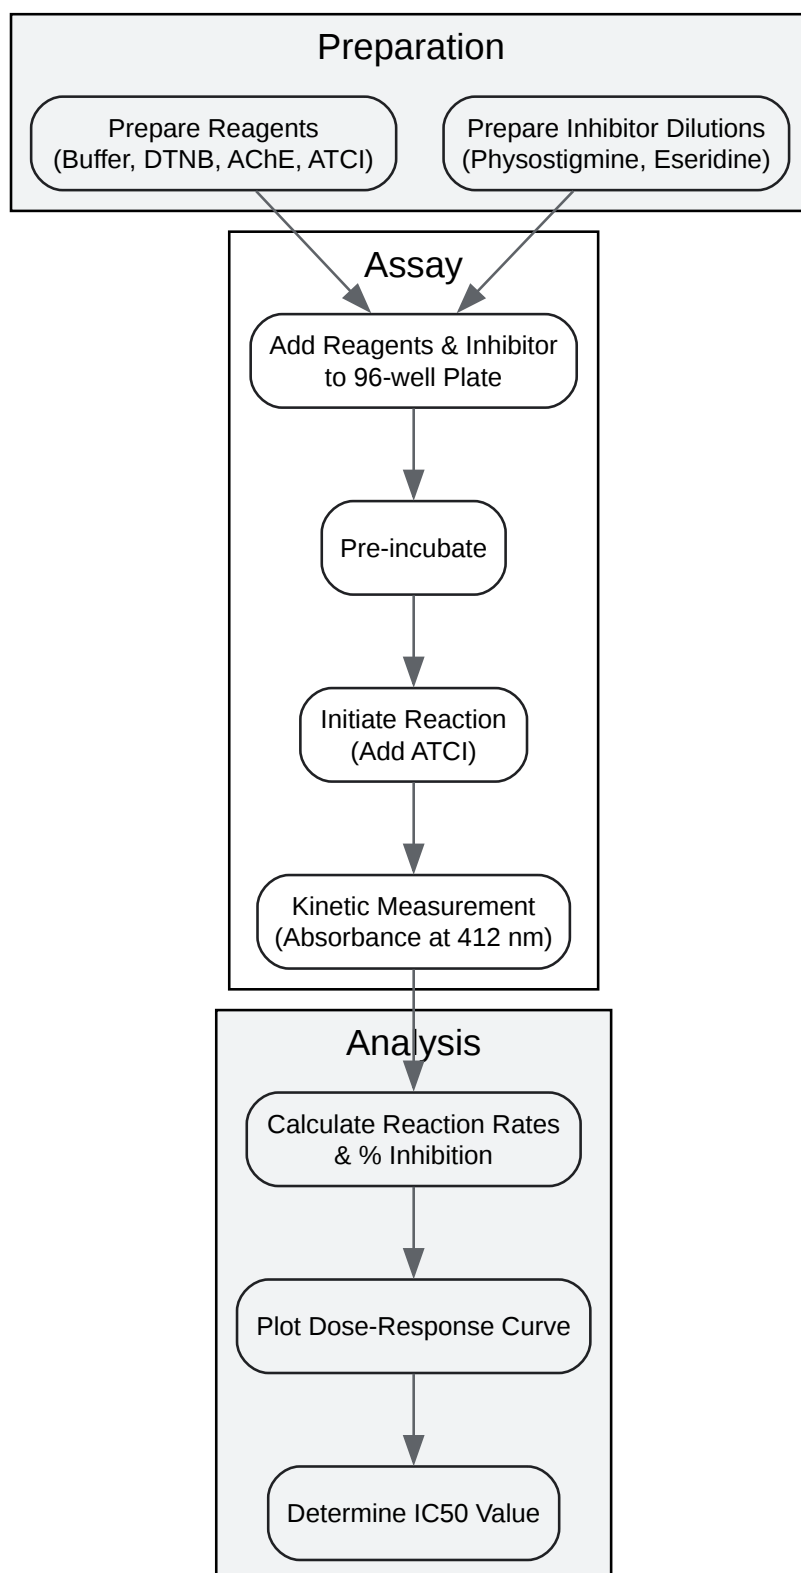 Preparation
Prepare Reagents
(Buffer, DTNB, AChE, ATCI)
Prepare Inhibitor Dilutions
(Physostigmine, Eseridine)
Assay
Add Reagents & Inhibitor
to 96-well Plate
Pre-incubate
Initiate Reaction
(Add ATCI)
Kinetic Measurement
(Absorbance at 412 nm)
Analysis
Calculate Reaction Rates
& % Inhibition
Plot Dose-Response Curve
Determine IC50 Value